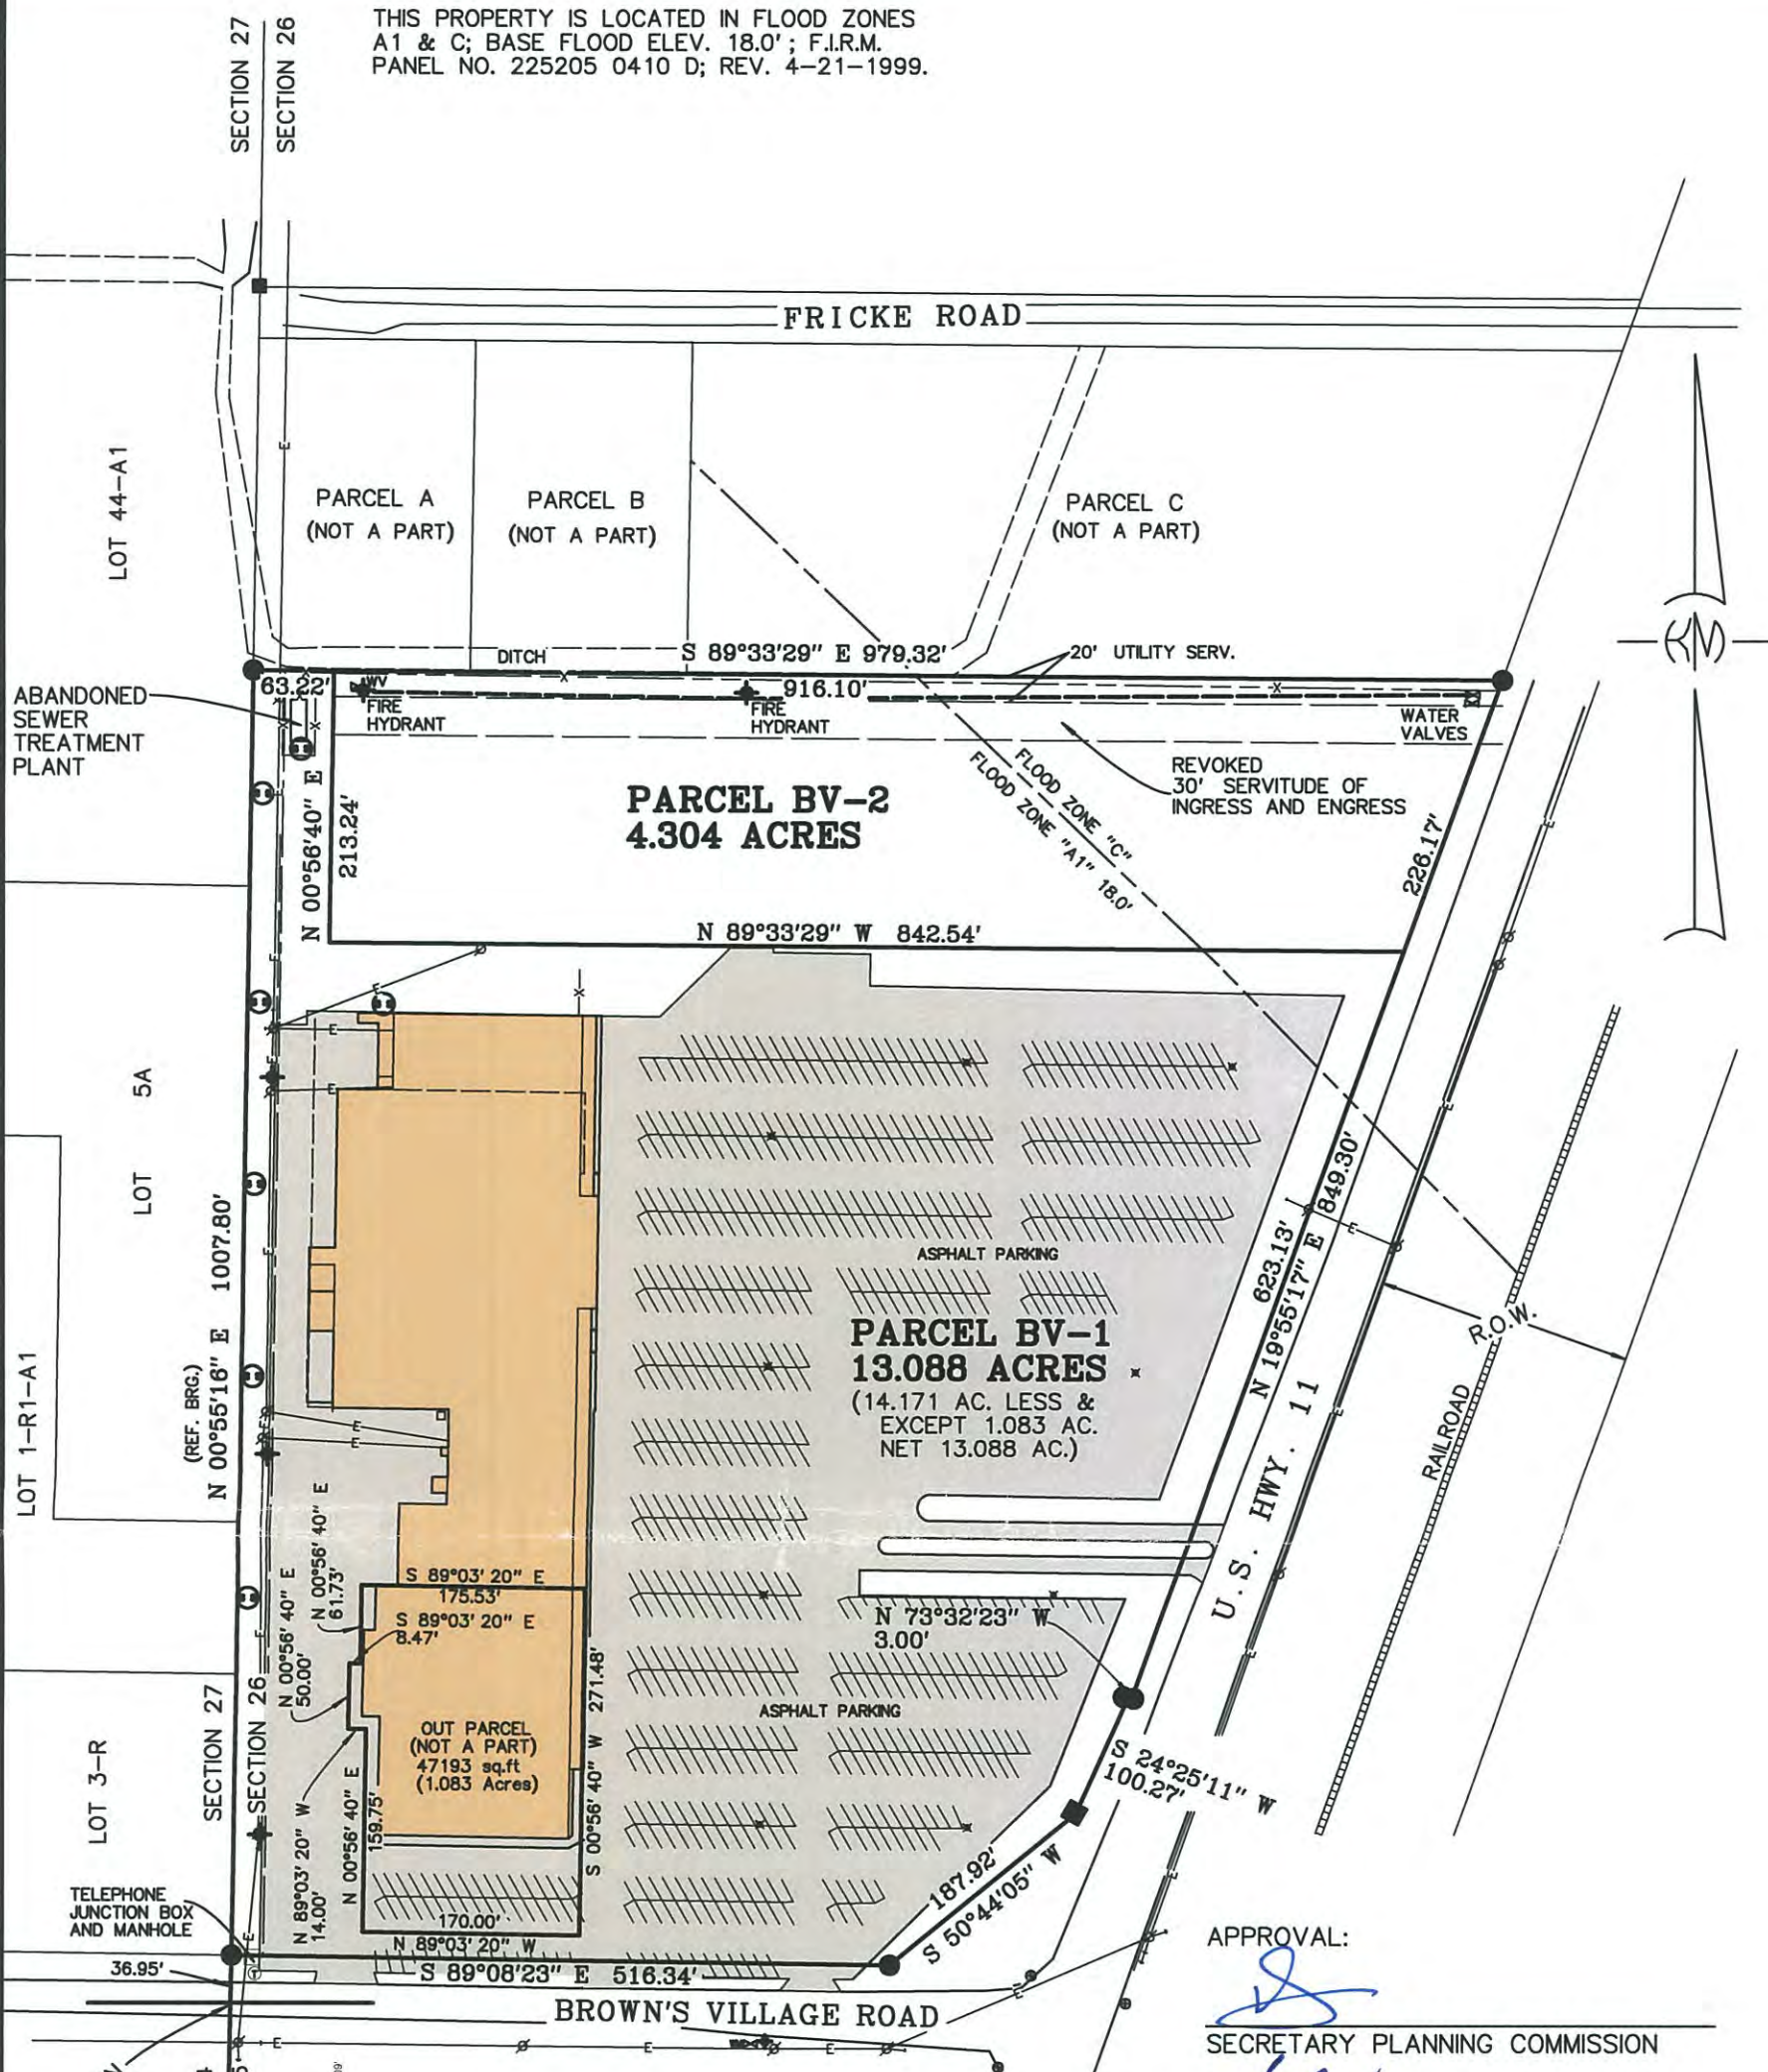 THIS PROPERTY IS LOCATED IN FLOOD ZONES
A1 & C; BASE FLOOD ELEV. 18.0'; F.I.R.M.
PANEL NO. 225205 0410 D; REV. 4-21-1999.
SECTION 27
SECTION 26
FRICKE ROAD
LOT 44-A1
PARCEL A
(NOT A PART)
PARCEL B
(NOT A PART)
PARCEL C
(NOT A PART)
DITCH
S 89°33'29" E 979.32'
20' UTILITY SERV.
63.22'
WV
916.10'
FIRE
HYDRANT
FIRE
HYDRANT
WATER
VALVES
ABANDONED
SEWER
TREATMENT
PLANT
REVOKED
30' SERVITUDE OF
INGRESS AND ENGRESS
FLOOD ZONE "C"
FLOOD ZONE "A1" 18.0'
PARCEL BV-2
4.304 ACRES
N 00°56'40" E
213.24'
226.17'
N 89°33'29" W 842.54'
LOT 5A
N 00°55'16" E 1007.80'
(REF. BRG.)
LOT 1-R1-A1
ASPHALT PARKING
623.13'
N 19°55'17" E 849.30'
R.O.W.
RAILROAD
U.S. HWY. 11
PARCEL BV-1
13.088 ACRES
(14.171 AC. LESS &
EXCEPT 1.083 AC.
NET 13.088 AC.)
N 00°56'40" E
61.73'
N 00°56'40" E
50.00'
S 89°03'20" E
175.53'
S 89°03'20" E
8.47'
N 73°32'23" W
3.00'
S 00°56'40" W 271.48'
ASPHALT PARKING
OUT PARCEL
(NOT A PART)
47193 sq.ft
(1.083 Acres)
S 24°25'11" W
100.27'
LOT 3-R
SECTION 27
SECTION 26
N 89°03'20" W
14.00'
N 00°56'40" E
159.75'
187.92'
S 50°44'05" W
TELEPHONE
JUNCTION BOX
AND MANHOLE
170.00'
N 89°03'20" W
36.95'
S 89°08'23" E 516.34'
BROWN'S VILLAGE ROAD
APPROVAL:
SECRETARY PLANNING COMMISSION